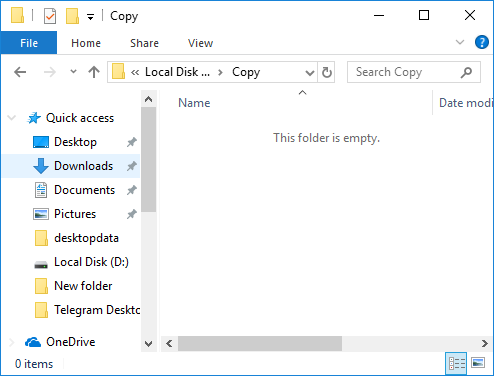 Copy
File Home Share View
Local Disk ... Copy Search Copy
Name Date modi
This folder is empty.
Quick access
Desktop
Downloads
Documents
Pictures
desktopdata
Local Disk (D:)
New folder
Telegram Deskto
OneDrive
0 items